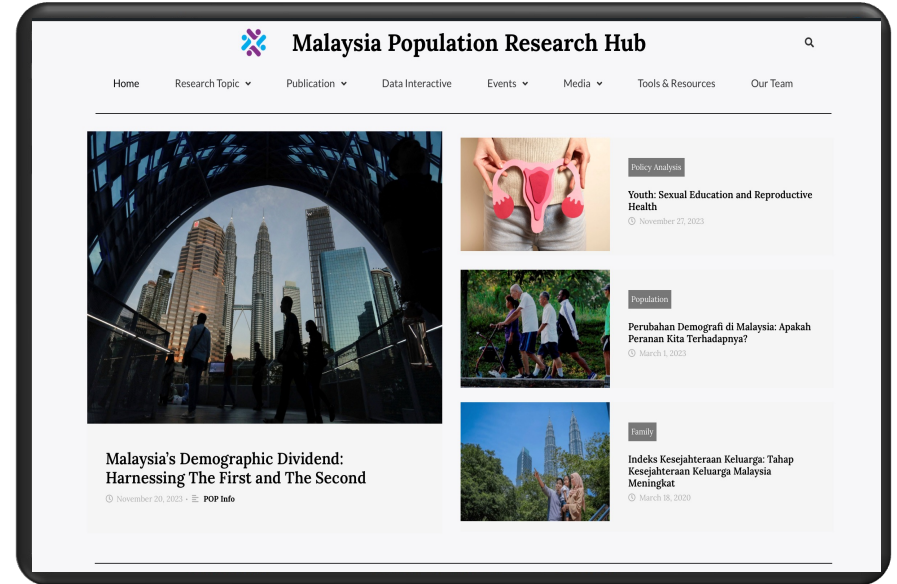 Malaysia Population Research Hub
Home Research Topic Publication Data Interactive Events Media Tools & Resources Our Team
Malaysia's Demographic Dividend:
Harnessing The First and The Second
November 20, 2023 • POP Info
Policy Analysis
Youth: Sexual Education and Reproductive
Health
November 27, 2023
Population
Perubahan Demografi di Malaysia: Apakah
Peranan Kita Terhadapnya?
March 1, 2023
Family
Indeks Kesejahteraan Keluarga: Tahap
Kesejahteraan Keluarga Malaysia
Meningkat
March 18, 2020